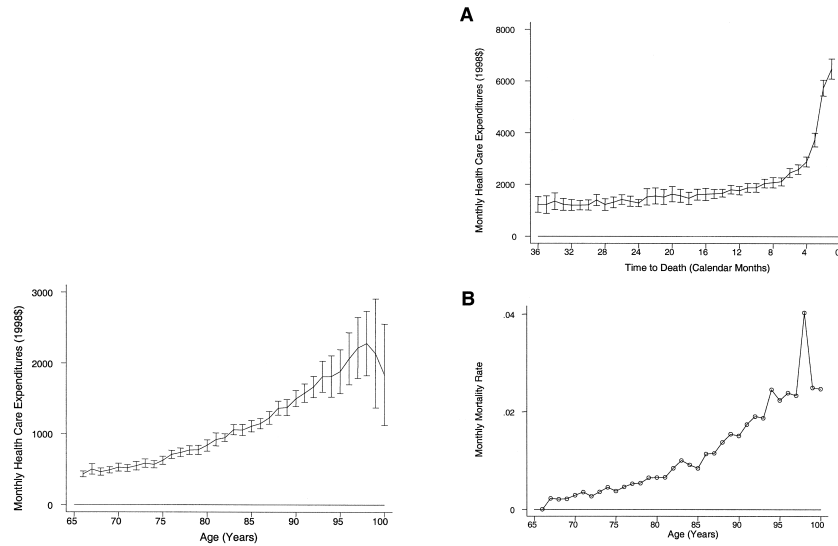 A
Monthly Health Care Expenditures (1998$)
8000
6000
4000
2000
0
36 32 28 24 20 16 12 8 4 0
Time to Death (Calendar Months)
Monthly Health Care Expenditures (1998$)
3000
2000
1000
0
65 70 75 80 85 90 95 100
Age (Years)
B
Monthly Mortality Rate
.04
.02
0
65 70 75 80 85 90 95 100
Age (Years)